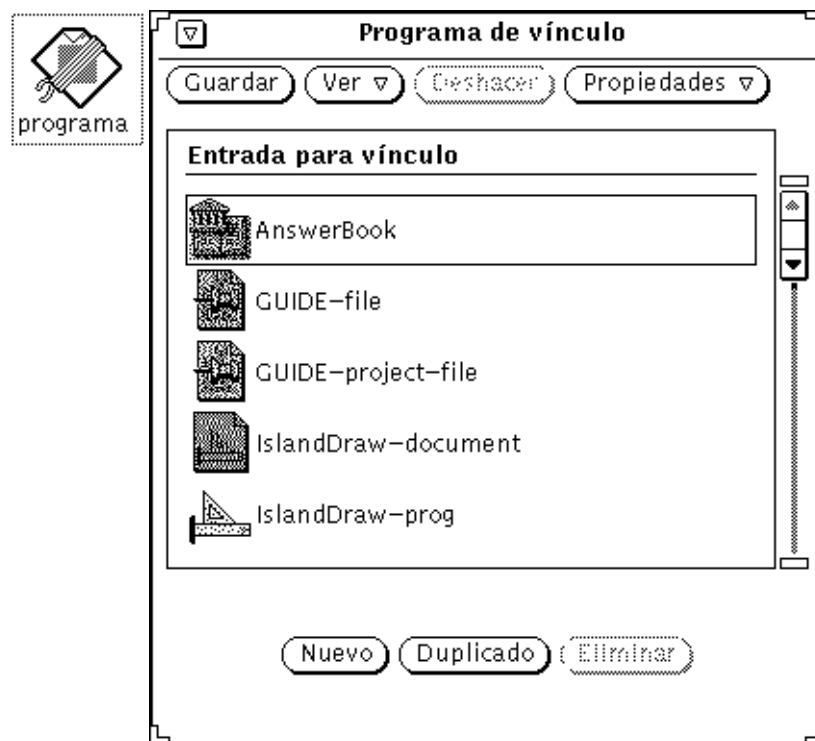 programa
Programa de vínculo
Guardar Ver Deshacer Propiedades
Entrada para vínculo
AnswerBook
GUIDE-file
GUIDE-project-file
IslandDraw-document
IslandDraw-prog
Nuevo Duplicado Eliminar